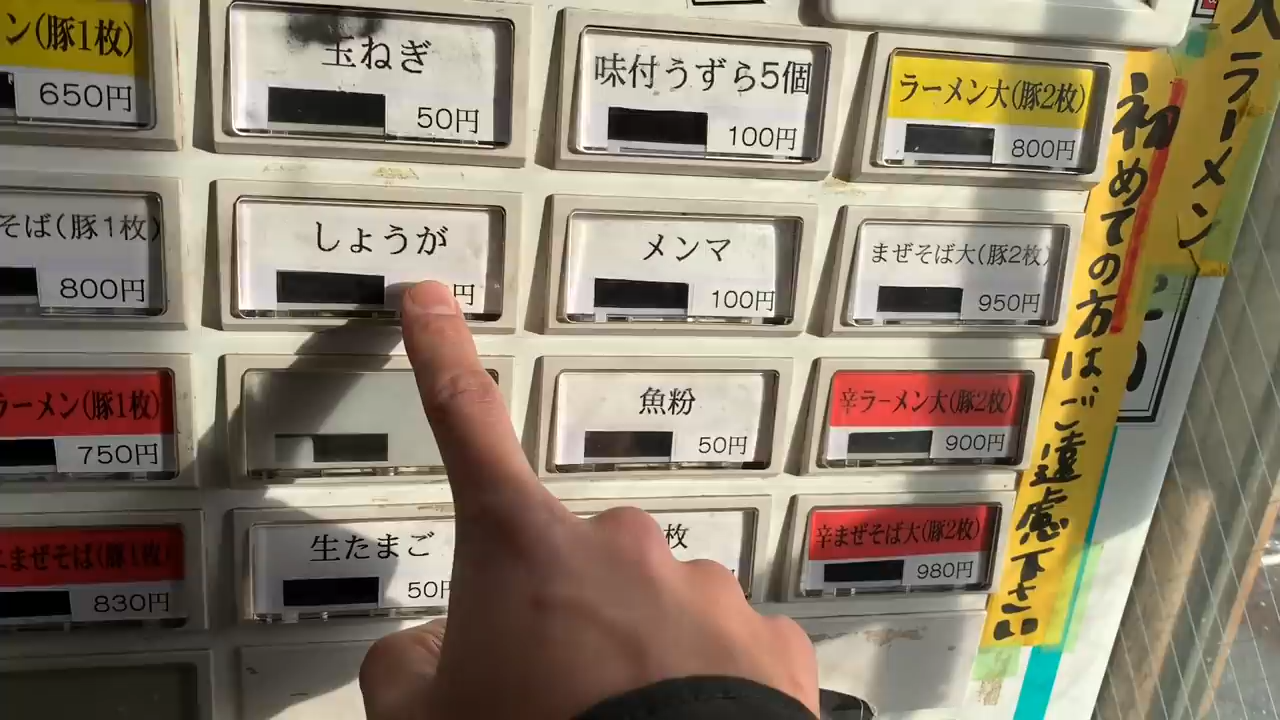 ン(豚1枚)
650円
玉ねぎ
50円
味付うずら5個
100円
ラーメン大(豚2枚)
800円
そば(豚1枚)
800円
しょうが
円
メンマ
100円
まぜそば大(豚2枚)
950円
ラーメン(豚1枚)
750円
魚粉
50円
辛ラーメン大(豚2枚)
900円
まぜそば(豚1枚)
830円
生たまご
50円
枚
辛まぜそば大(豚2枚)
980円
大ラーメン
初めての方はご遠慮下さい